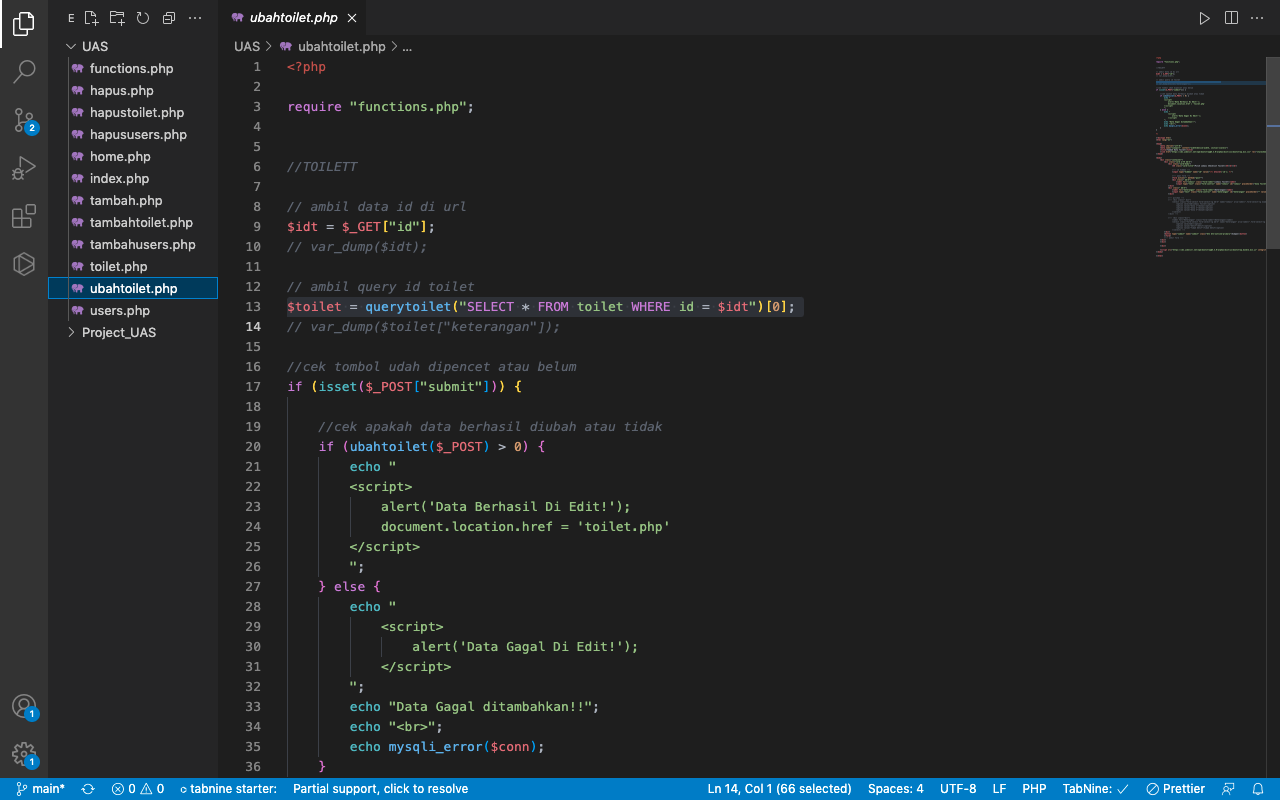 E
ubahtoilet.php
UAS
functions.php
hapus.php
hapustoilet.php
hapususers.php
home.php
index.php
tambah.php
tambahtoilet.php
tambahusers.php
toilet.php
ubahtoilet.php
users.php
Project_UAS
2
1
1
UAS > ubahtoilet.php > ...
1 <?php
2
3 require "functions.php";
4
5
6 //TOILETT
7
8 // ambil data id di url
9 $idt = $_GET["id"];
10 // var_dump($idt);
11
12 // ambil query id toilet
13 $toilet = querytoilet("SELECT * FROM toilet WHERE id = $idt")[0];
14 // var_dump($toilet["keterangan"]);
15
16 //cek tombol udah dipencet atau belum
17 if (isset($_POST["submit"])) {
18
19 //cek apakah data berhasil diubah atau tidak
20 if (ubahtoilet($_POST) > 0) {
21 echo "
22 <script>
23 alert('Data Berhasil Di Edit!');
24 document.location.href = 'toilet.php'
25 </script>
26 ";
27 } else {
28 echo "
29 <script>
30 alert('Data Gagal Di Edit!');
31 </script>
32 ";
33 echo "Data Gagal ditambahkan!!";
34 echo "<br>";
35 echo mysqli_error($conn);
36 }
main* 0 0 tabnine starter: Partial support, click to resolve Ln 14, Col 1 (66 selected) Spaces: 4 UTF-8 LF PHP TabNine: Prettier